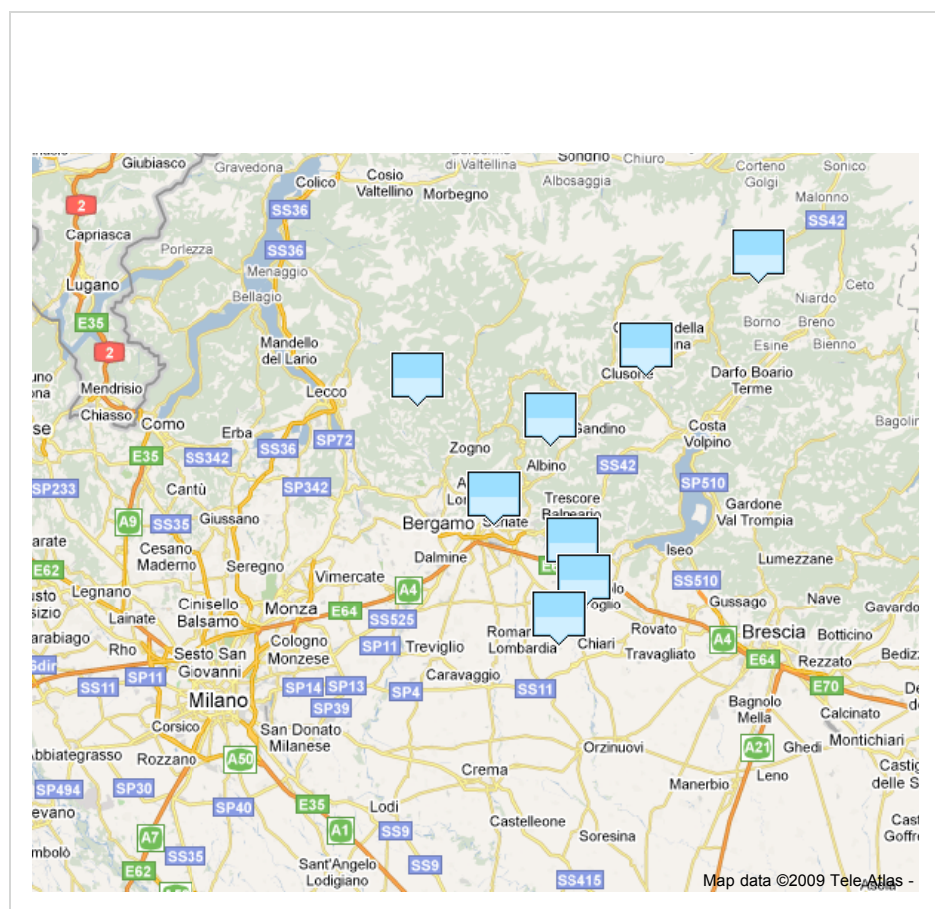 Giubiasco
Gravedona
di Valtellina
Sondrio
Chiuro
Corteno
Golgi
Sonico
Colico
Cosio
Valtellino
Morbegno
Albosaggia
Malonno
2
SS36
SS42
Capriasca
Porlezza
SS36
Lugano
Menaggio
Bellagio
Ceto
Niardo
E35
2
Mandello
del Lario
della
Borno
Breno
Esine
Bienno
Clusone
Darfo Boario
Terme
Mendrisio
Chiasso
Lecco
Como
Erba
SS36
SP72
Gandino
Costa
Volpino
E35
SS342
Zogno
Albino
SS42
SP233
Cantù
SP342
SP510
A9
SS35
Giussano
Trescore
Balneario
Gardone
Val Trompia
Bergamo
Seriate
Cesano
Maderno
Seregno
Dalmine
Iseo
Lumezzane
E62
Legnano
Vimercate
A4
SS510
Lainate
Cinisello
Balsamo
Monza
E64
SS525
Gussago
Nave
Gavardo
Rho
Sesto San
Giovanni
Cologno
Monzese
SP11
Treviglio
Lombardia
Chiari
Rovato
Travagliato
A4
Brescia
Botticino
E64
Rezzato
SS11
SP11
SP14
SP13
SP4
Caravaggio
SS11
E70
Milano
SP39
Bagnolo
Mella
Calcinato
Corsico
San Donato
Milanese
Rozzano
A50
Orzinuovi
A21
Ghedi
Montichiari
Crema
Manerbio
Leno
SP494
SP30
SP40
E35
Lodi
Castelleone
A7
A1
SS9
Soresina
SS35
E62
Sant'Angelo
Lodigiano
SS9
SS415
Map data ©2009 Tele Atlas -